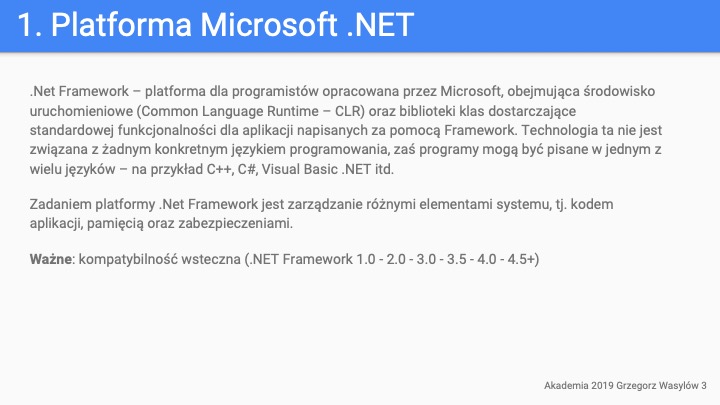 1. Platforma Microsoft .NET
.Net Framework – platforma dla programistów opracowana przez Microsoft, obejmująca środowisko
uruchomieniowe (Common Language Runtime – CLR) oraz biblioteki klas dostarczające
standardowej funkcjonalności dla aplikacji napisanych za pomocą Framework. Technologia ta nie jest
związana z żadnym konkretnym językiem programowania, zaś programy mogą być pisane w jednym z
wielu języków – na przykład C++, C#, Visual Basic .NET itd.
Zadaniem platformy .Net Framework jest zarządzanie różnymi elementami systemu, tj. kodem
aplikacji, pamięcią oraz zabezpieczeniami.
Ważne: kompatybilność wsteczna (.NET Framework 1.0 - 2.0 - 3.0 - 3.5 - 4.0 - 4.5+)
Akademia 2019 Grzegorz Wasylów 3